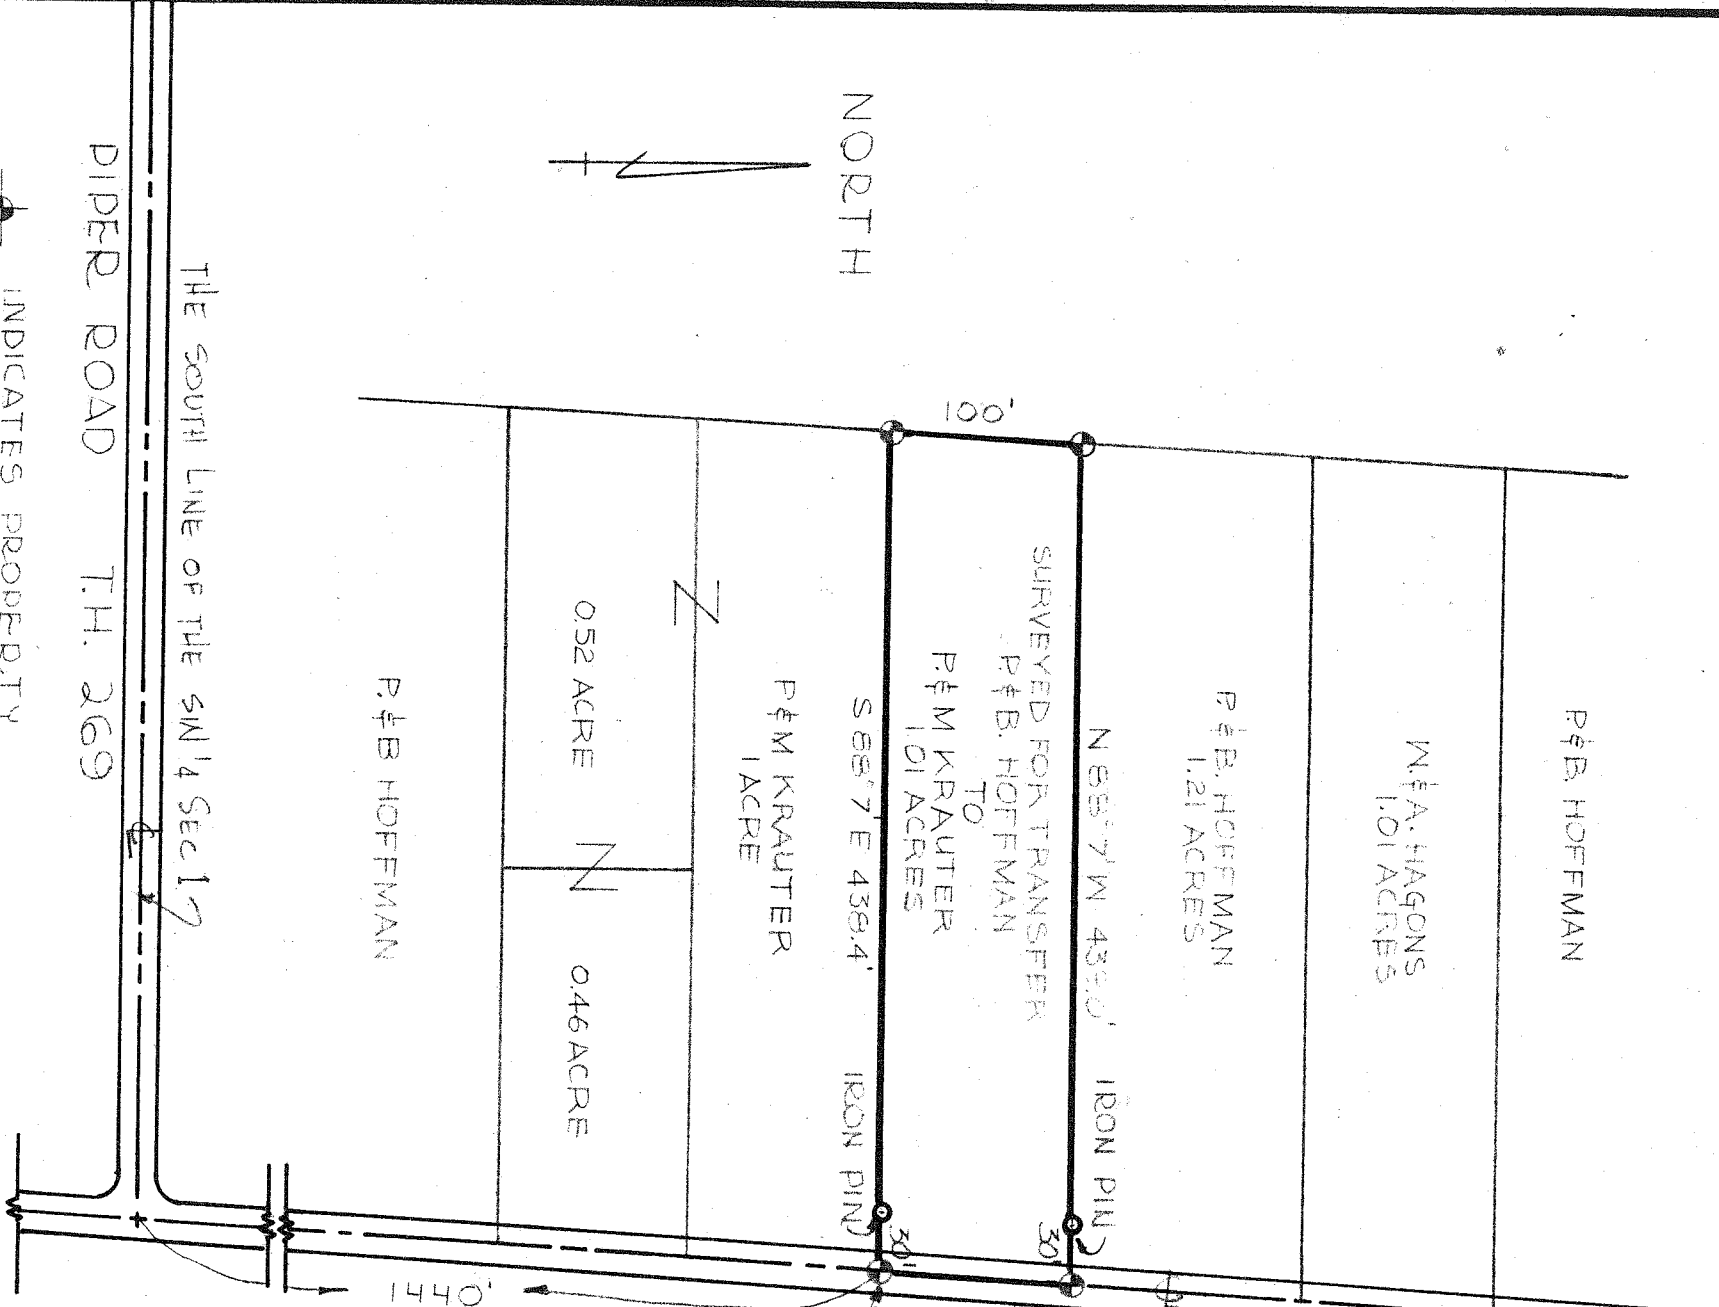 NORTH
P.&B HOFFMAN
W.&A. HAGONS
1.01 ACRES
P.&B. HOFFMAN
1.21 ACRES
IRON PIN
30'
100'
SURVEYED FOR TRANSFER
P.&B. HOFFMAN
TO
P.&M KRAUTER
1.01 ACRES
S 88° 7' E 438.4'
IRON PIN
30'
P.&M KRAUTER
1 ACRE
0.52 ACRE
0.46 ACRE
P.&B HOFFMAN
1440'
THE SOUTH LINE OF THE SW 1/4 SEC 17
PIPER ROAD T.H. 269
INDICATES PROPERTY